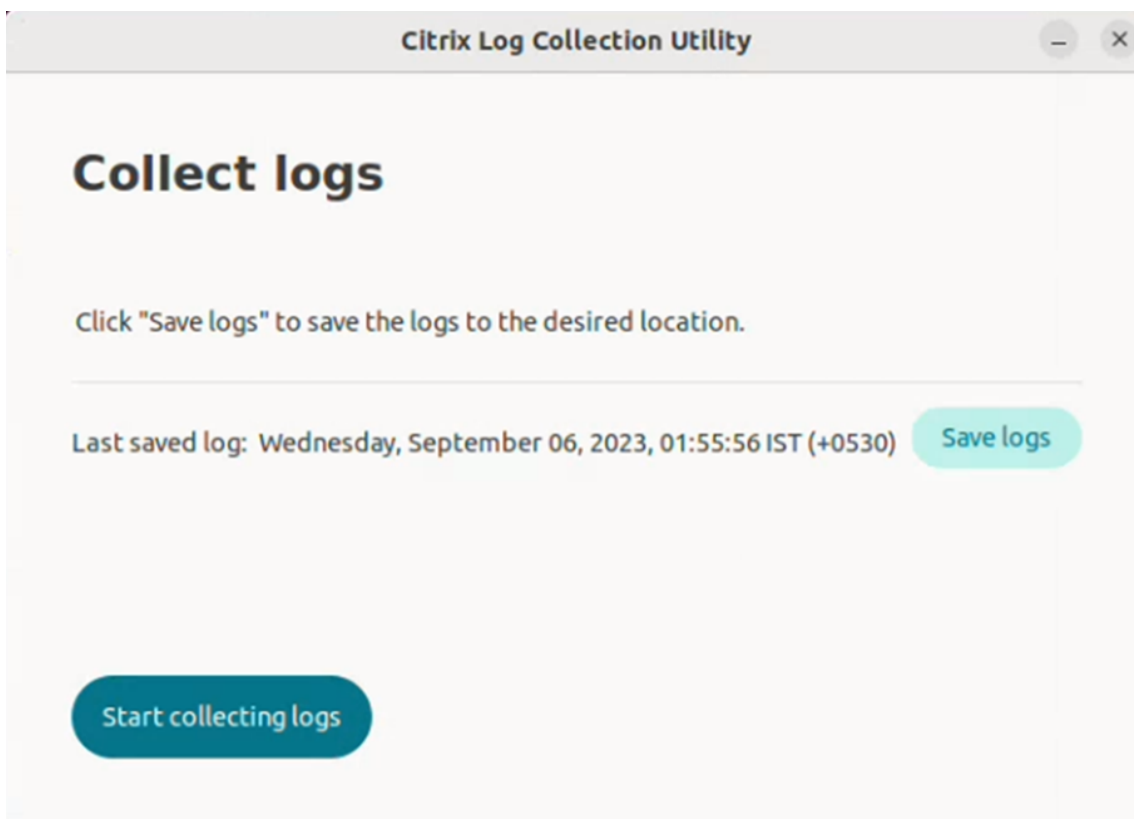 Citrix Log Collection Utility
Collect logs
Click "Save logs" to save the logs to the desired location.
Last saved log: Wednesday, September 06, 2023, 01:55:56 IST (+0530) Save logs
Start collecting logs